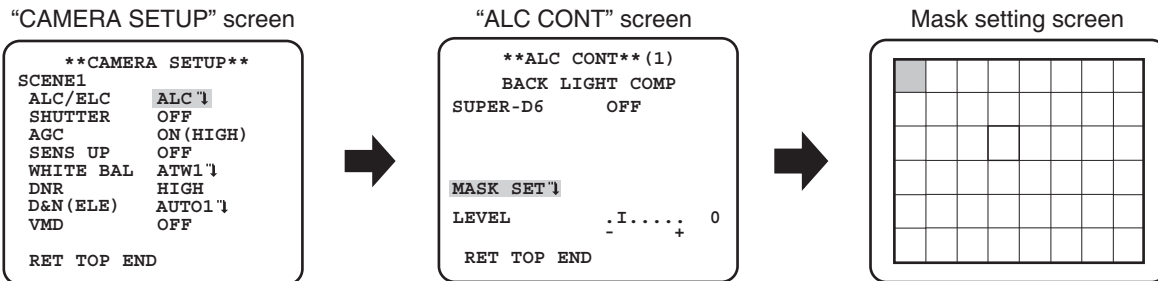 “CAMERA SETUP” screen
**CAMERA SETUP**
SCENE1
ALC/ELC ALC
SHUTTER OFF
AGC ON(HIGH)
SENS UP OFF
WHITE BAL ATW1
DNR HIGH
D&N(ELE) AUTO1
VMD OFF
RET TOP END
“ALC CONT” screen
**ALC CONT**(1)
BACK LIGHT COMP
SUPER-D6 OFF
MASK SET
LEVEL .I..... 0
- +
RET TOP END
Mask setting screen